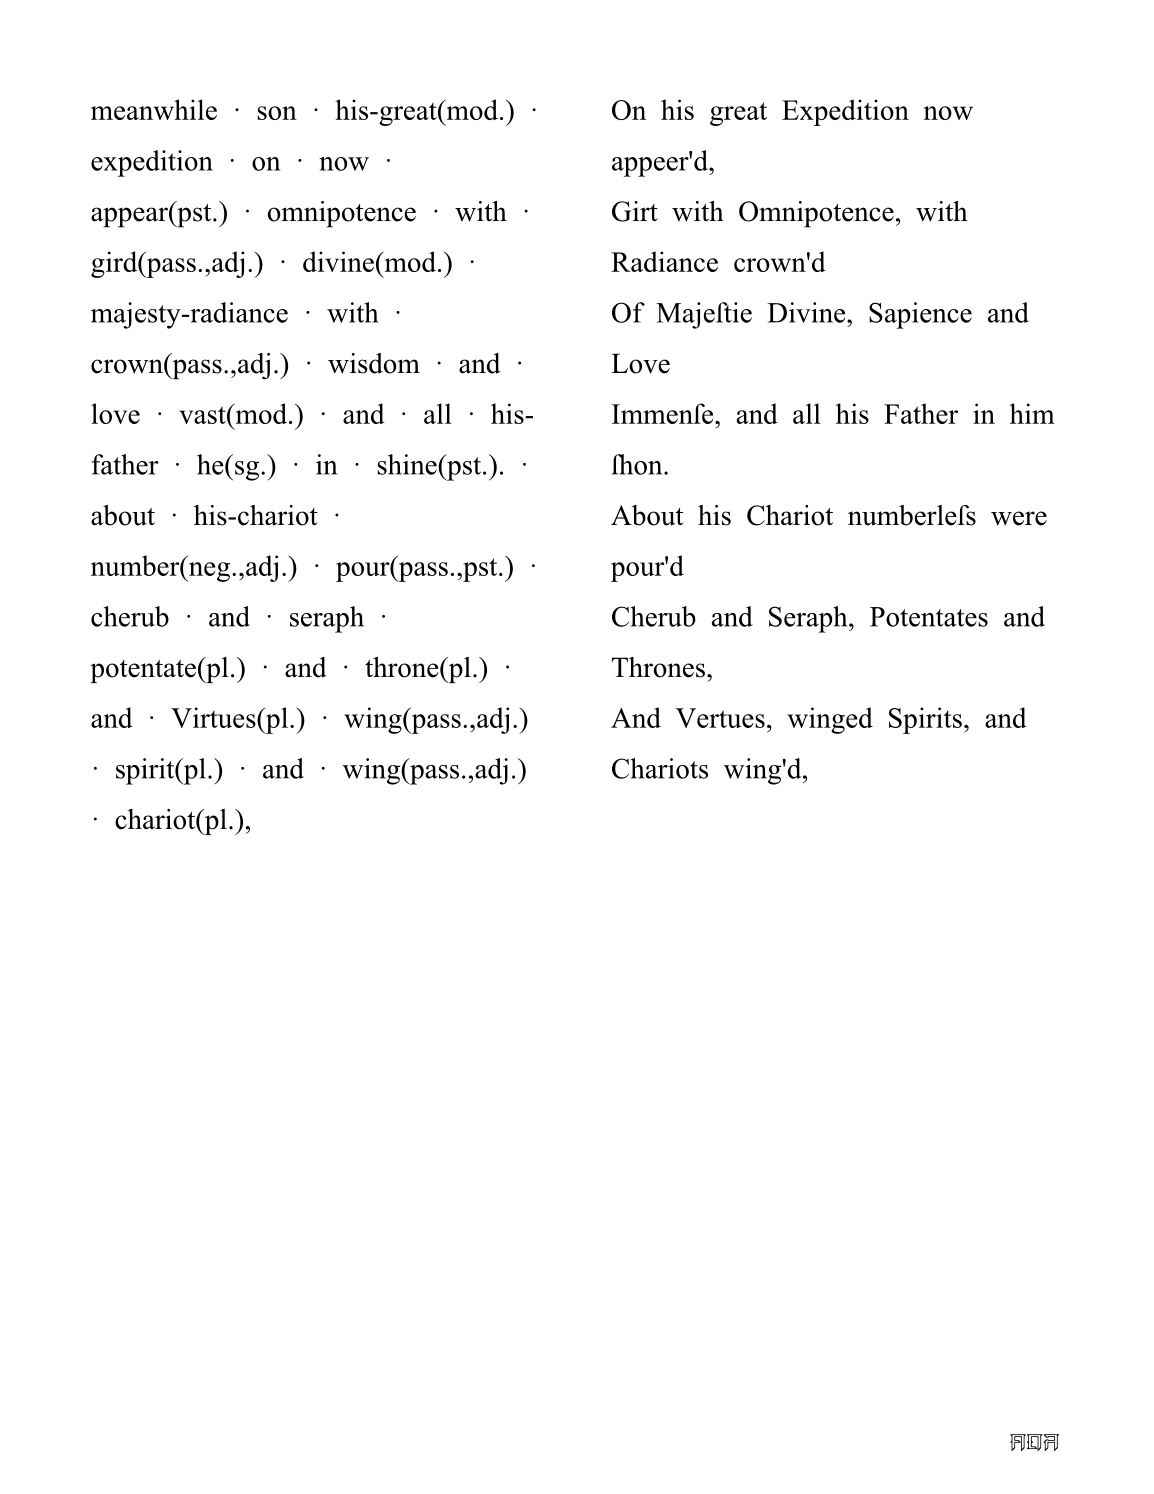 meanwhile · son · his-great(mod.) ·
expedition · on · now ·
appear(pst.) · omnipotence · with ·
gird(pass.,adj.) · divine(mod.) ·
majesty-radiance · with ·
crown(pass.,adj.) · wisdom · and ·
love · vast(mod.) · and · all · his-
father · he(sg.) · in · shine(pst.). ·
about · his-chariot ·
number(neg.,adj.) · pour(pass.,pst.) ·
cherub · and · seraph ·
potentate(pl.) · and · throne(pl.) ·
and · Virtues(pl.) · wing(pass.,adj.)
· spirit(pl.) · and · wing(pass.,adj.)
· chariot(pl.),
On his great Expedition now
appeer'd,
Girt with Omnipotence, with
Radiance crown'd
Of Majeſtie Divine, Sapience and
Love
Immenſe, and all his Father in him
ſhon.
About his Chariot numberleſs were
pour'd
Cherub and Seraph, Potentates and
Thrones,
And Vertues, winged Spirits, and
Chariots wing'd,